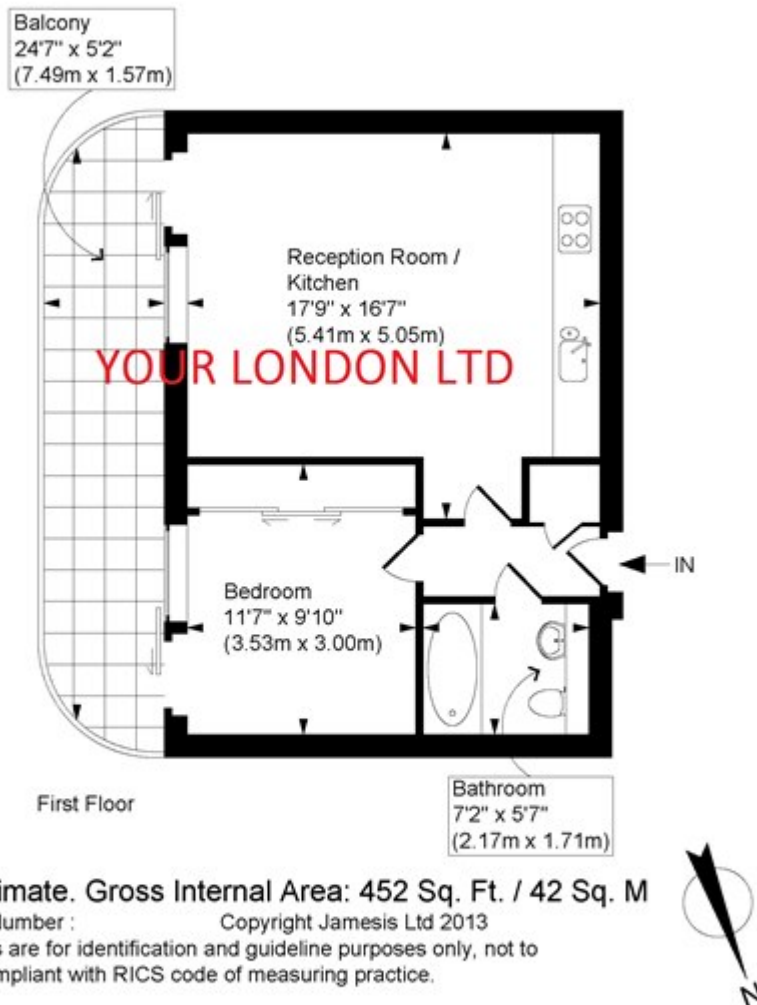 Balcony
24'7" x 5'2"
(7.49m x 1.57m)
Reception Room /
Kitchen
17'9" x 16'7"
(5.41m x 5.05m)
YOUR LONDON LTD
IN
Bedroom
11'7" x 9'10"
(3.53m x 3.00m)
First Floor
Bathroom
7'2" x 5'7"
(2.17m x 1.71m)
imate. Gross Internal Area: 452 Sq. Ft. / 42 Sq. M
lumber : Copyright Jamesis Ltd 2013
s are for identification and guideline purposes only, not to
mpliant with RICS code of measuring practice.
N